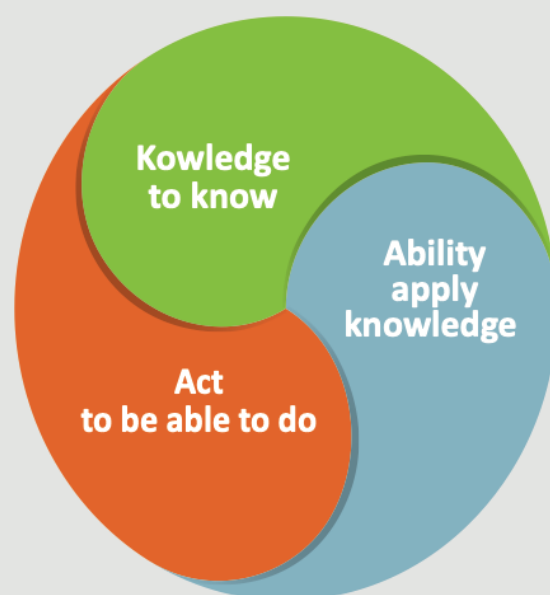 Kowledge
to know
Ability
apply
knowledge
Act
to be able to do